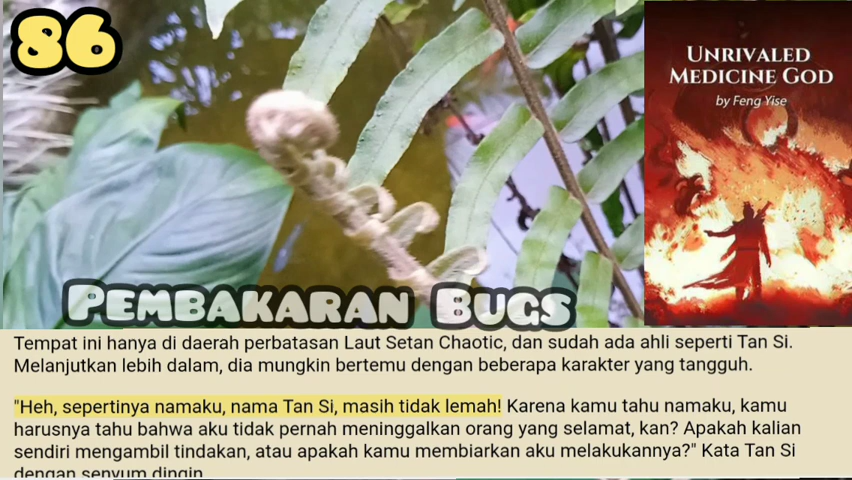 86
UNRIVALED
MEDICINE GOD
by Feng Yise
PEMBAKARAN BUGS
Tempat ini hanya di daerah perbatasan Laut Setan Chaotic, dan sudah ada ahli seperti Tan Si.
Melanjutkan lebih dalam, dia mungkin bertemu dengan beberapa karakter yang tangguh.
"Heh, sepertinya namaku, nama Tan Si, masih tidak lemah! Karena kamu tahu namaku, kamu
harusnya tahu bahwa aku tidak pernah meninggalkan orang yang selamat, kan? Apakah kalian
sendiri mengambil tindakan, atau apakah kamu membiarkan aku melakukannya?" Kata Tan Si
dengan senyum dingin